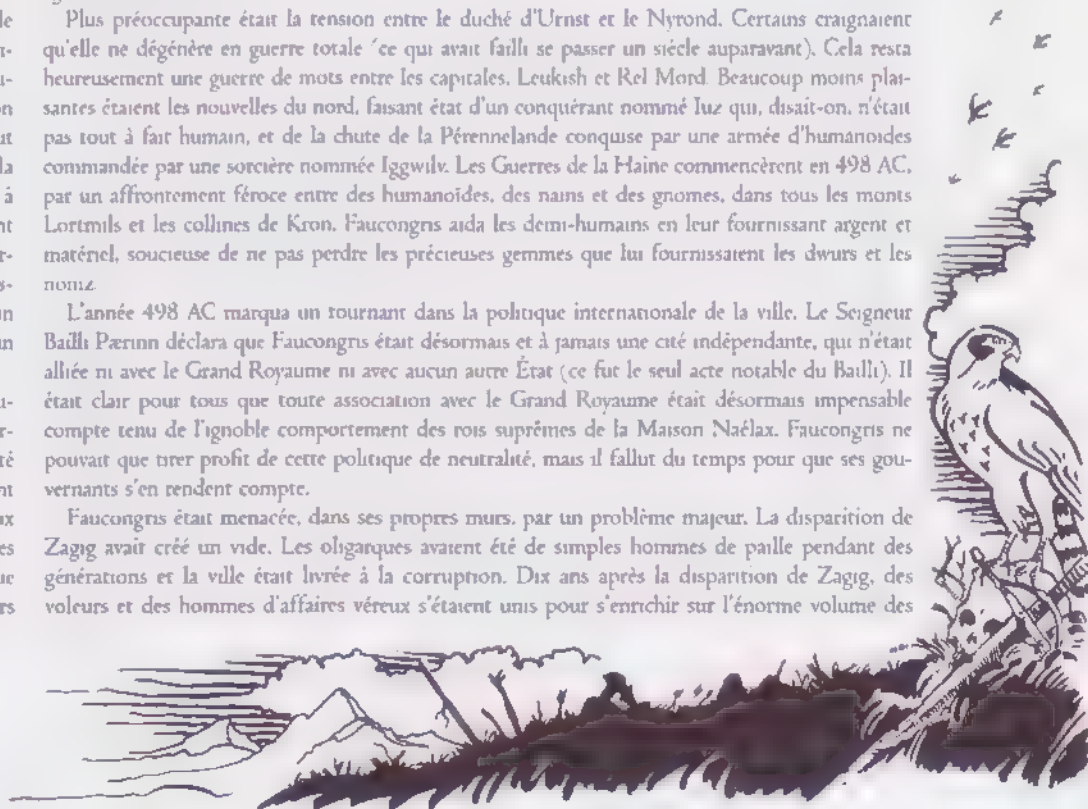 le
Plus préoccupante était la tension entre le duché d'Urnst et le Nyrond. Certains craignaient
qu'elle ne dégénère en guerre totale (ce qui avait failli se passer un siècle auparavant). Cela resta
heureusement une guerre de mots entre les capitales, Leukish et Rel Mord. Beaucoup moins plai-
santes étaient les nouvelles du nord, faisant état d'un conquérant nommé Iuz qui, disait-on, n'était
pas tout à fait humain, et de la chute de la Pérennelande conquise par une armée d'humanoïdes
commandée par une sorcière nommée Iggwilv. Les Guerres de la Haine commencèrent en 498 AC,
par un affrontement féroce entre des humanoïdes, des nains et des gnomes, dans tous les monts
Lortmils et les collines de Kron. Faucongris aida les demi-humains en leur fournissant argent et
matériel, soucieuse de ne pas perdre les précieuses gemmes que lui fournissaient les dwurs et les
noniz.
L'année 498 AC marqua un tournant dans la politique internationale de la ville. Le Seigneur
Bailli Pærinn déclara que Faucongris était désormais et à jamais une cité indépendante, qui n'était
alliée ni avec le Grand Royaume ni avec aucun autre État (ce fut le seul acte notable du Bailli). Il
était clair pour tous que toute association avec le Grand Royaume était désormais impensable
compte tenu de l'ignoble comportement des rois suprêmes de la Maison Naélax. Faucongris ne
pouvait que tirer profit de cette politique de neutralité, mais il fallut du temps pour que ses gou-
vernants s'en rendent compte.
Faucongris était menacée, dans ses propres murs, par un problème majeur. La disparition de
Zagig avait créé un vide. Les oligarques avaient été de simples hommes de paille pendant des
générations et la ville était livrée à la corruption. Dix ans après la disparition de Zagig, des
voleurs et des hommes d'affaires véreux s'étaient unis pour s'enrichir sur l'énorme volume des